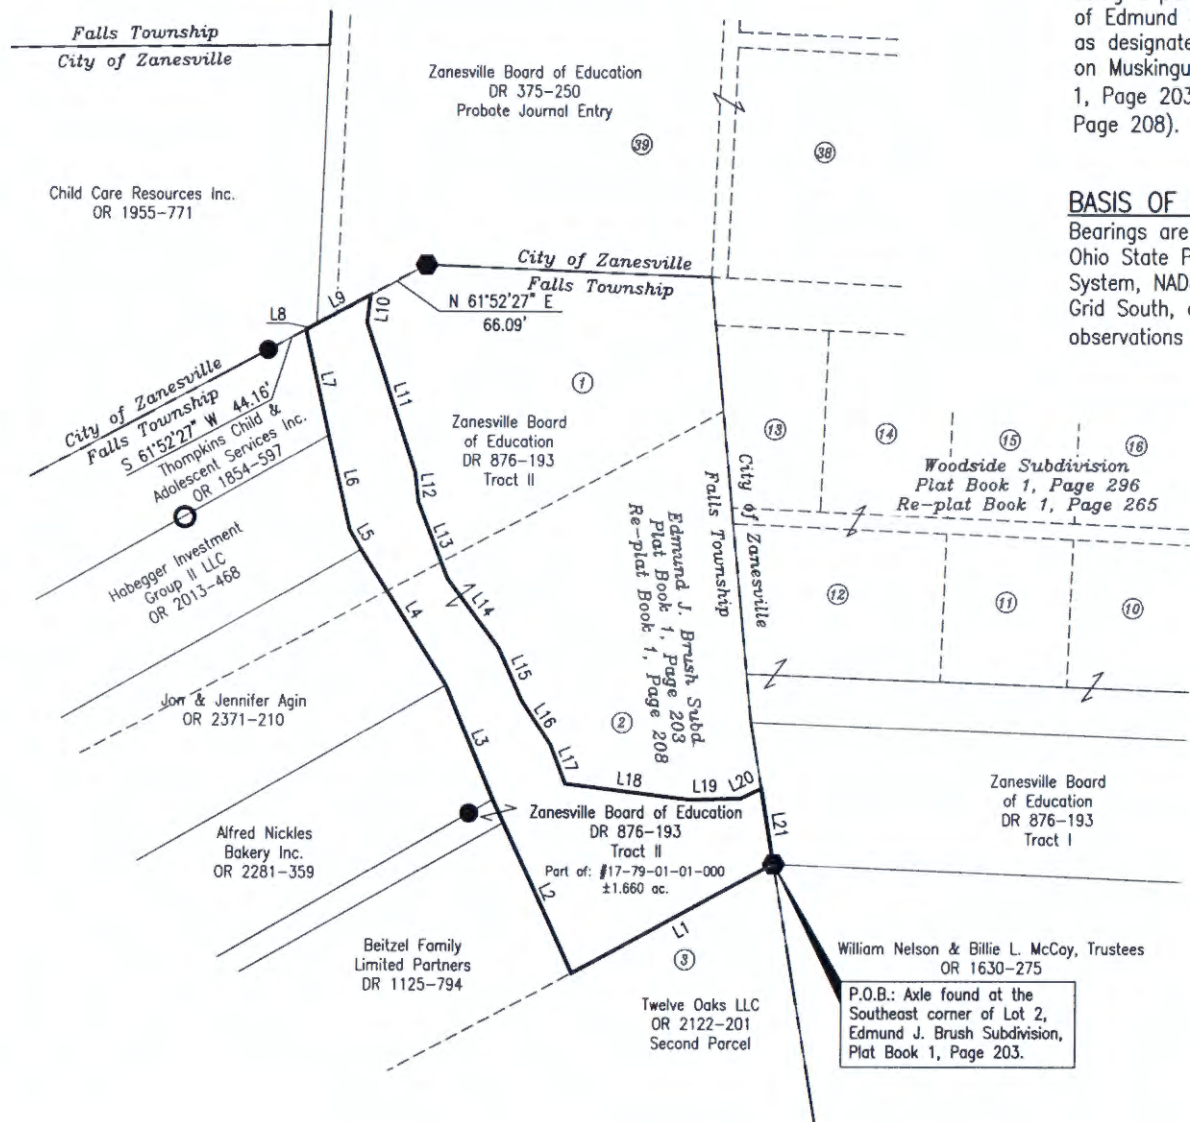 Falls Township
City of Zanesville
Zanesville Board of Education
DR 375-250
Probate Journal Entry
39
38
of Edmund
as designate
on Muskingu
1, Page 203
Page 208).
Child Care Resources Inc.
OR 1955-771
BASIS OF
Bearings are
Ohio State P
System, NAD
Grid South,
observations
City of Zanesville
Falls Township
N 61°52'27" E
66.09'
L8
L9
L10
City of Zanesville
Falls Township
S 61°52'27" W 44.16'
Thompkins Child &
Adolescent Services Inc.
OR 1854-597
L7
L11
1
Zanesville Board
of Education
DR 876-193
Tract II
13
14
15
16
Woodside Subdivision
Plat Book 1, Page 296
Re-plat Book 1, Page 265
City of Zanesville
Falls Township
L6
L12
L5
L13
Habegger Investment
Group II LLC
OR 2013-468
Edmund J. Brush Subd.
Plat Book 1, Page 203
Re-plat Book 1, Page 208
12
11
10
L4
L14
L15
Jon & Jennifer Agin
OR 2371-210
L3
L16
2
L17
L18
L19
L20
L21
Zanesville Board
of Education
DR 876-193
Tract I
Zanesville Board of Education
DR 876-193
Tract II
Part of: #17-79-01-01-000
±1.660 ac.
Alfred Nickles
Bakery Inc.
OR 2281-359
L2
L1
3
Beitzel Family
Limited Partners
DR 1125-794
William Nelson & Billie L. McCoy, Trustees
OR 1630-275
Twelve Oaks LLC
OR 2122-201
Second Parcel
P.O.B.: Axle found at the
Southeast corner of Lot 2,
Edmund J. Brush Subdivision,
Plat Book 1, Page 203.